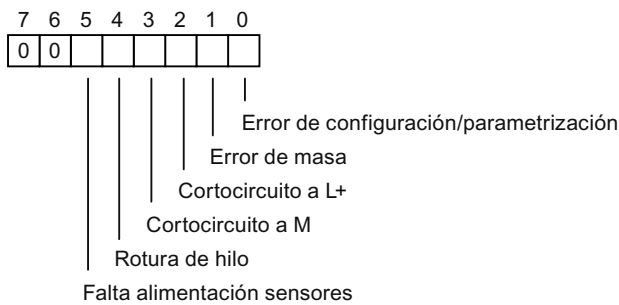 7 6 5 4 3 2 1 0
0 0
Error de configuración/parametrización
Error de masa
Cortocircuito a L+
Cortocircuito a M
Rotura de hilo
Falta alimentación sensores